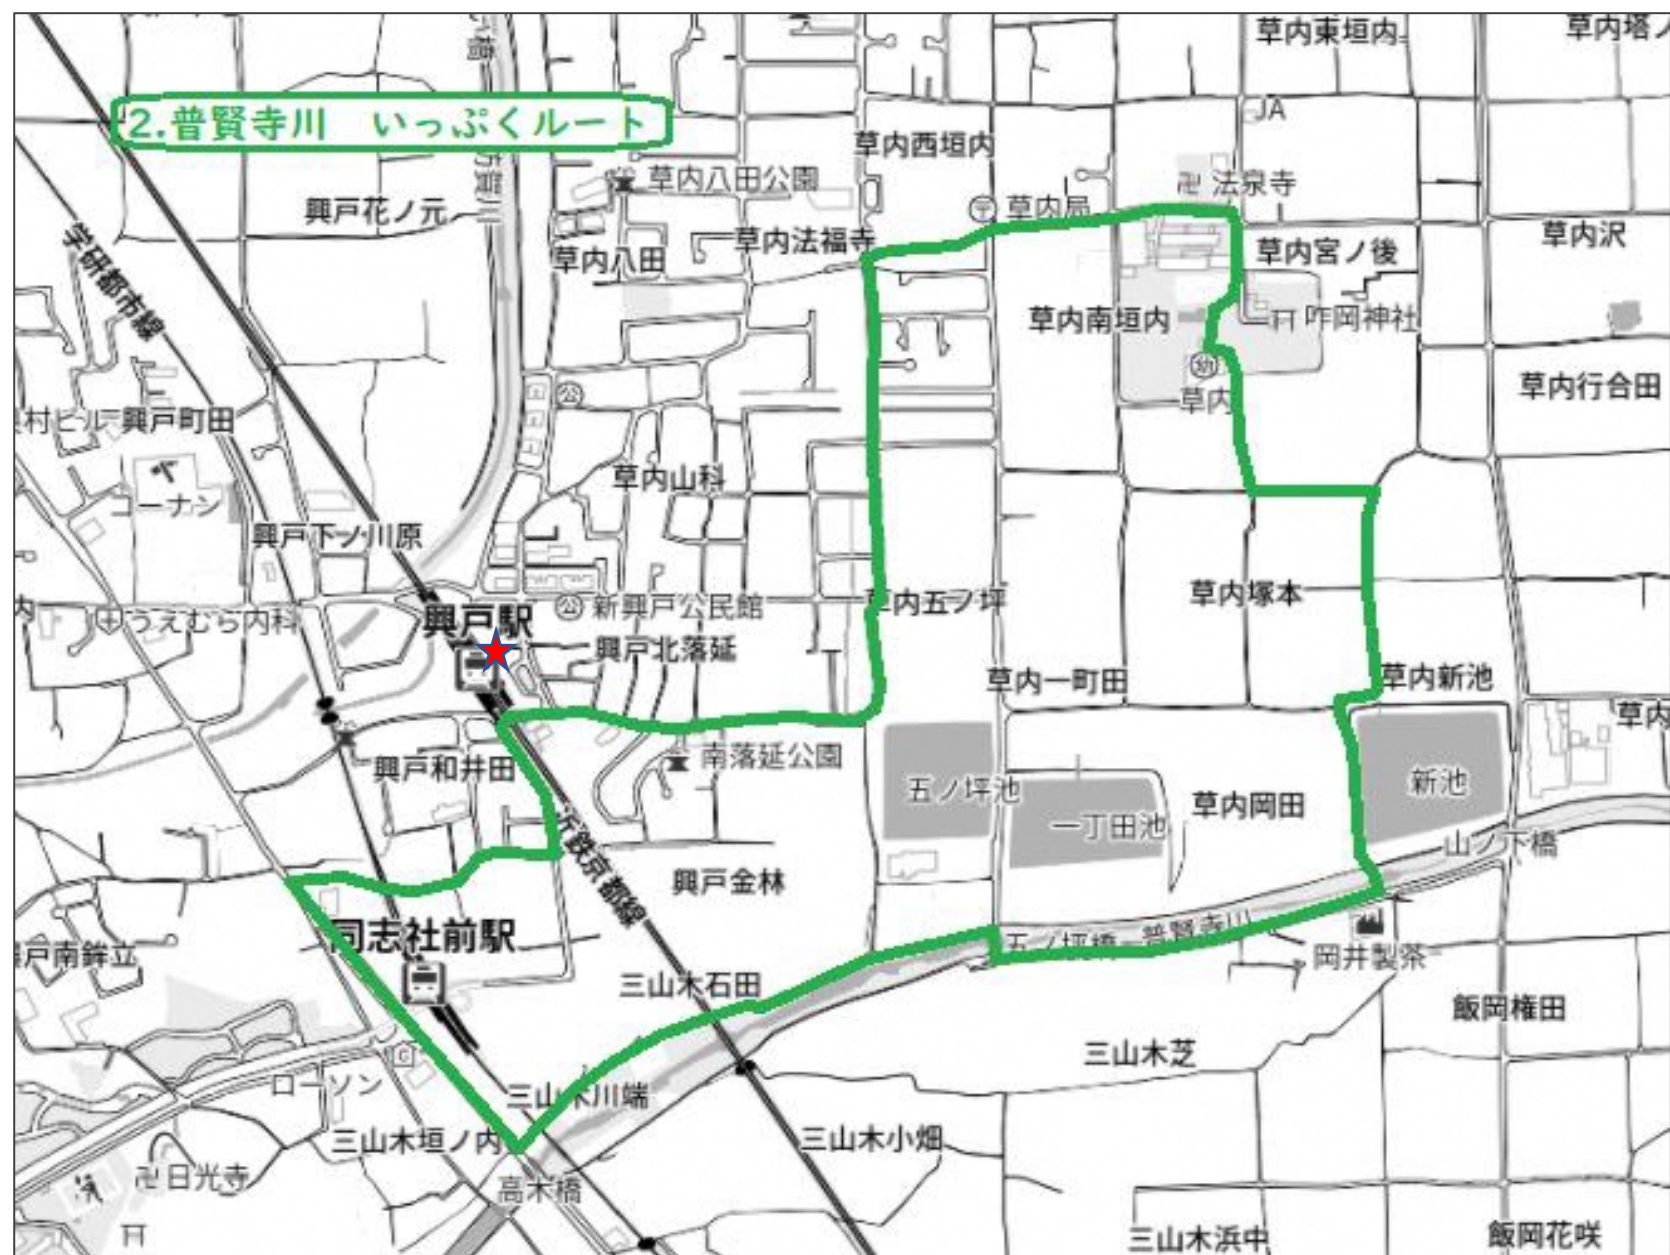 草内東垣内
2.普賢寺川　いっぷくルート
JA
草内西垣内
草内八田公園
卍 法泉寺
興戸花ノ元
〒 草内局
草内法福寺
草内沢
草内宮ノ後
草内八田
学研都市線
草内南垣内
咋岡神社
幼
草内
草内行合田
公
興戸町田
草内山科
コーナン
興戸下ノ川原
草内塚本
草内五ノ坪
公 新興戸公民館
うえむら内科
興戸駅
興戸北落延
草内一町田
草内新池
草内
南落延公園
興戸和井田
五ノ坪池
新池
草内岡田
一丁田池
近鉄京都線
山ノ下橋
興戸金林
同志社前駅
五ノ坪橋
普賢寺川
岡井製茶
三山木石田
飯岡権田
三山木芝
ローソン
三山木川端
三山木垣ノ内
三山木小畑
卍日光寺
高木橋
三山木浜中
飯岡花咲